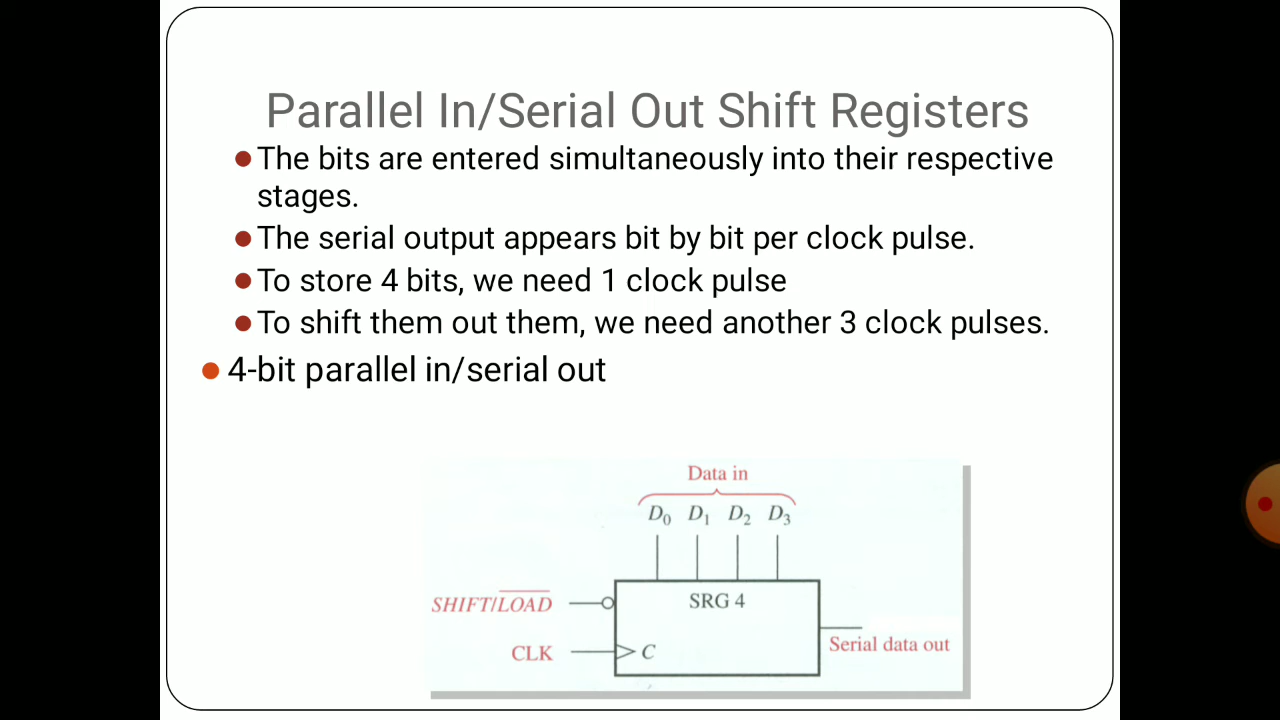 Parallel In/Serial Out Shift Registers
The bits are entered simultaneously into their respective
stages.
The serial output appears bit by bit per clock pulse.
To store 4 bits, we need 1 clock pulse
To shift them out them, we need another 3 clock pulses.
4-bit parallel in/serial out
Data in
D₀ D₁ D₂ D₃
SHIFT/L̅O̅A̅D̅
SRG 4
CLK
C
Serial data out